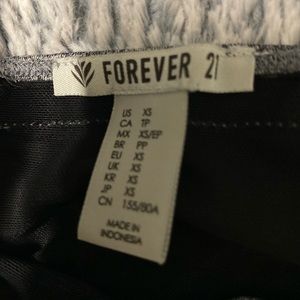 FOREVER 21
US XS
CA TP
MX XS/EP
BR PP
EU XS
UK XS
KR XS
JP XS
CN 155/80A
MADE IN
INDONESIA